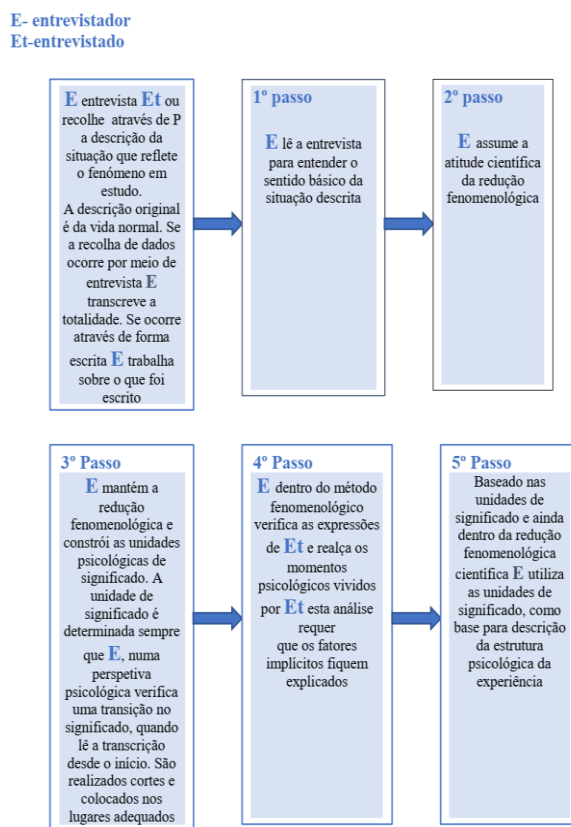 E- entrevistador
Et-entrevistado
E entrevista Et ou
recolhe através de P
a descrição da
situação que reflete
o fenómeno em
estudo.
A descrição original
é da vida normal. Se
a recolha de dados
ocorre por meio de
entrevista E
transcreve a
totalidade. Se ocorre
através de forma
escrita E trabalha
sobre o que foi
escrito
1º passo
E lê a entrevista
para entender o
sentido básico da
situação descrita
2º passo
E assume a
atitude científica
da redução
fenomenológica
3º Passo
E mantém a
redução
fenomenológica e
constrói as unidades
psicológicas de
significado. A
unidade de
significado é
determinada sempre
que E, numa
perspetiva
psicológica verifica
uma transição no
significado, quando
lê a transcrição
desde o início. São
realizados cortes e
colocados nos
lugares adequados
4º Passo
E dentro do método
fenomenológico
verifica as expressões
de Et e realça os
momentos
psicológicos vividos
por Et esta análise
requer
que os fatores
implícitos fiquem
explicados
5º Passo
Baseado nas
unidades de
significado e ainda
dentro da redução
fenomenológica
científica E utiliza
as unidades de
significado, como
base para descrição
da estrutura
psicológica da
experiência